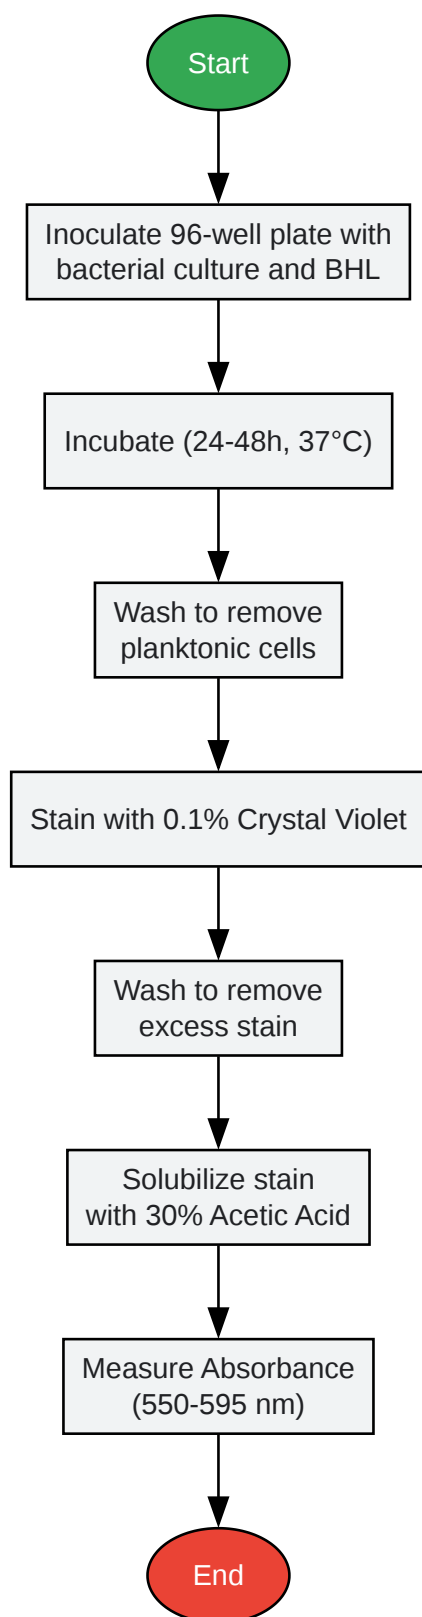 Start
Inoculate 96-well plate with
bacterial culture and BHL
Incubate (24-48h, 37°C)
Wash to remove
planktonic cells
Stain with 0.1% Crystal Violet
Wash to remove
excess stain
Solubilize stain
with 30% Acetic Acid
Measure Absorbance
(550-595 nm)
End